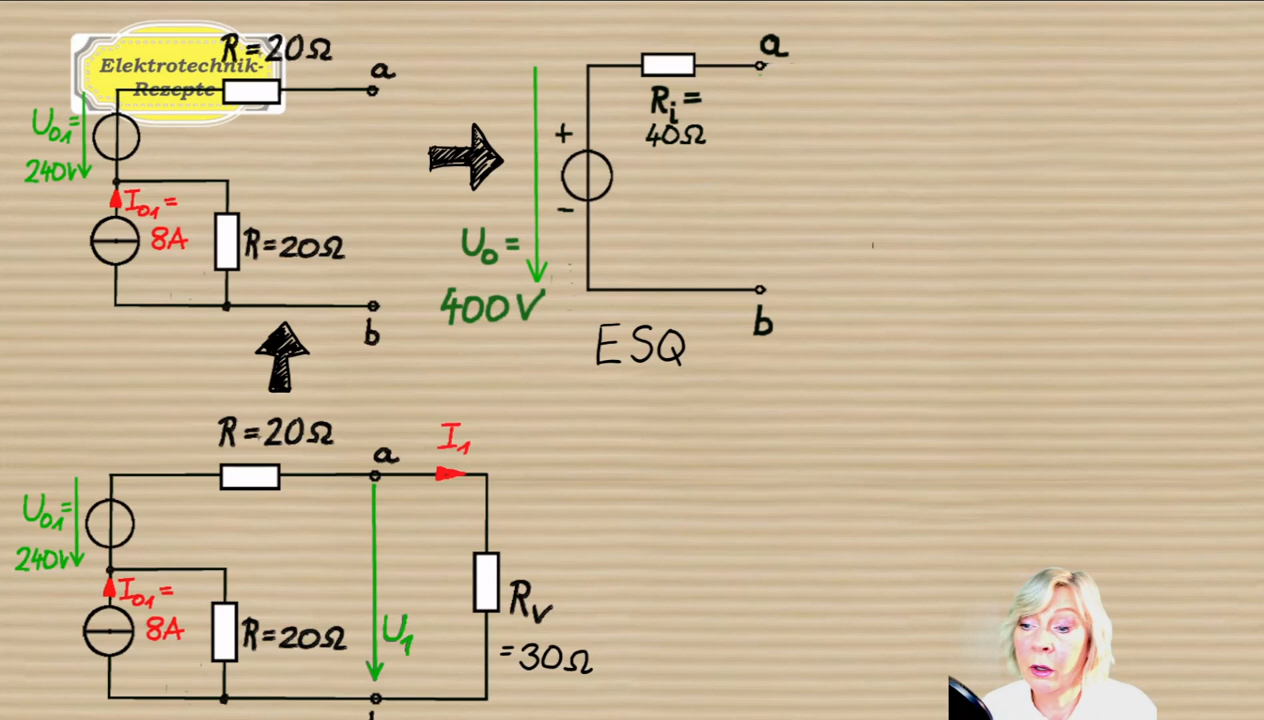 Elektrotechnik-
Rezepte
R=20Ω
a
U01=
240V
I01=
8A
R=20Ω
b
a
Ri=
40Ω
+
-
U0=
400V
b
ESQ
R=20Ω
a
I1
U01=
240V
I01=
8A
R=20Ω
U1
RV
=30Ω